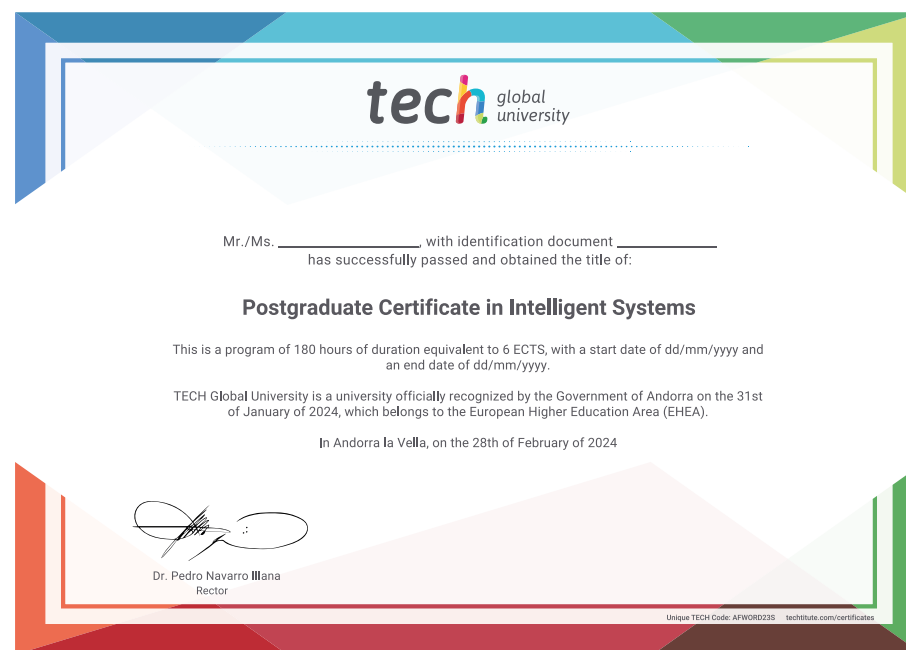 tech global
university
Mr./Ms. ____________________, with identification document ______________
has successfully passed and obtained the title of:
Postgraduate Certificate in Intelligent Systems
This is a program of 180 hours of duration equivalent to 6 ECTS, with a start date of dd/mm/yyyy and
an end date of dd/mm/yyyy.
TECH Global University is a university officially recognized by the Government of Andorra on the 31st
of January of 2024, which belongs to the European Higher Education Area (EHEA).
In Andorra la Vella, on the 28th of February of 2024
Dr. Pedro Navarro Illana
Rector
Unique TECH Code: AFWORD23S techtitute.com/certificates